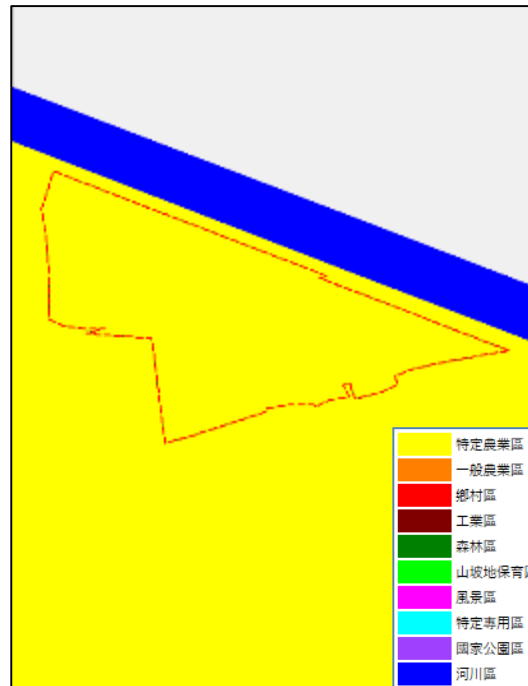 特定農業區
一般農業區
鄉村區
工業區
森林區
山坡地保育區
風景區
特定專用區
國家公園區
河川區